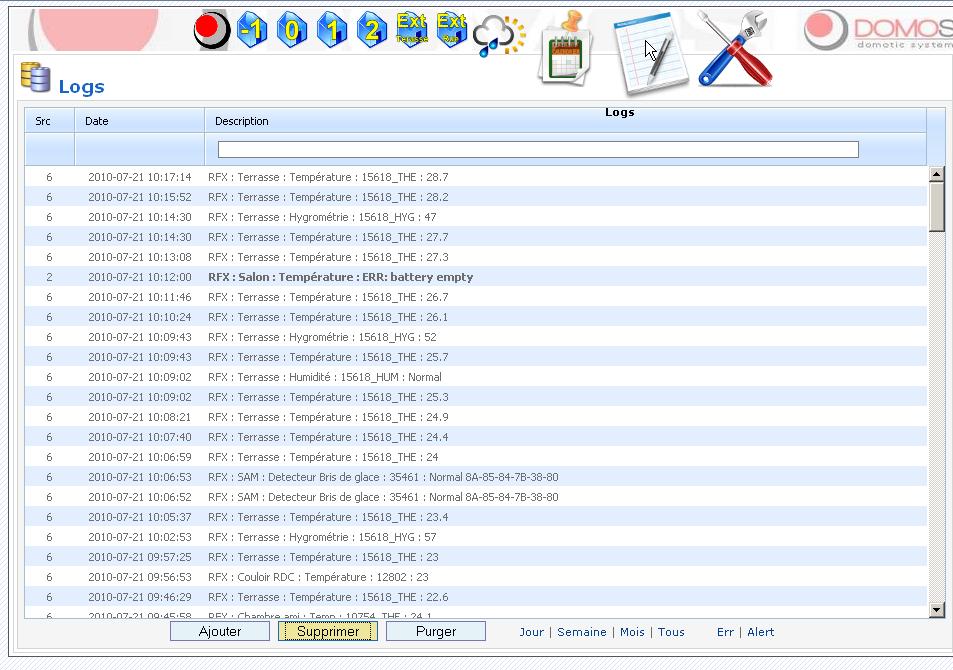 -1 0 1 2 Ext Terasse Ext Rue
DOMOS
domotic system
Logs
Logs
Src Date Description
6 2010-07-21 10:17:14 RFX : Terrasse : Température : 15618_THE : 28.7
6 2010-07-21 10:15:52 RFX : Terrasse : Température : 15618_THE : 28.2
6 2010-07-21 10:14:30 RFX : Terrasse : Hygrométrie : 15618_HYG : 47
6 2010-07-21 10:14:30 RFX : Terrasse : Température : 15618_THE : 27.7
6 2010-07-21 10:13:08 RFX : Terrasse : Température : 15618_THE : 27.3
2 2010-07-21 10:12:00 RFX : Salon : Température : ERR: battery empty
6 2010-07-21 10:11:46 RFX : Terrasse : Température : 15618_THE : 26.7
6 2010-07-21 10:10:24 RFX : Terrasse : Température : 15618_THE : 26.1
6 2010-07-21 10:09:43 RFX : Terrasse : Hygrométrie : 15618_HYG : 52
6 2010-07-21 10:09:43 RFX : Terrasse : Température : 15618_THE : 25.7
6 2010-07-21 10:09:02 RFX : Terrasse : Humidité : 15618_HUM : Normal
6 2010-07-21 10:09:02 RFX : Terrasse : Température : 15618_THE : 25.3
6 2010-07-21 10:08:21 RFX : Terrasse : Température : 15618_THE : 24.9
6 2010-07-21 10:07:40 RFX : Terrasse : Température : 15618_THE : 24.4
6 2010-07-21 10:06:59 RFX : Terrasse : Température : 15618_THE : 24
6 2010-07-21 10:06:53 RFX : SAM : Detecteur Bris de glace : 35461 : Normal 8A-85-84-7B-38-80
6 2010-07-21 10:06:52 RFX : SAM : Detecteur Bris de glace : 35461 : Normal 8A-85-84-7B-38-80
6 2010-07-21 10:05:37 RFX : Terrasse : Température : 15618_THE : 23.4
6 2010-07-21 10:02:53 RFX : Terrasse : Hygrométrie : 15618_HYG : 57
6 2010-07-21 09:57:25 RFX : Terrasse : Température : 15618_THE : 23
6 2010-07-21 09:56:53 RFX : Couloir RDC : Température : 12802 : 23
6 2010-07-21 09:46:29 RFX : Terrasse : Température : 15618_THE : 22.6
6 2010-07-21 09:45:58 RFX : Chambre ami : Temp : 10754_THE : 24.1
Ajouter Supprimer Purger Jour | Semaine | Mois | Tous Err | Alert